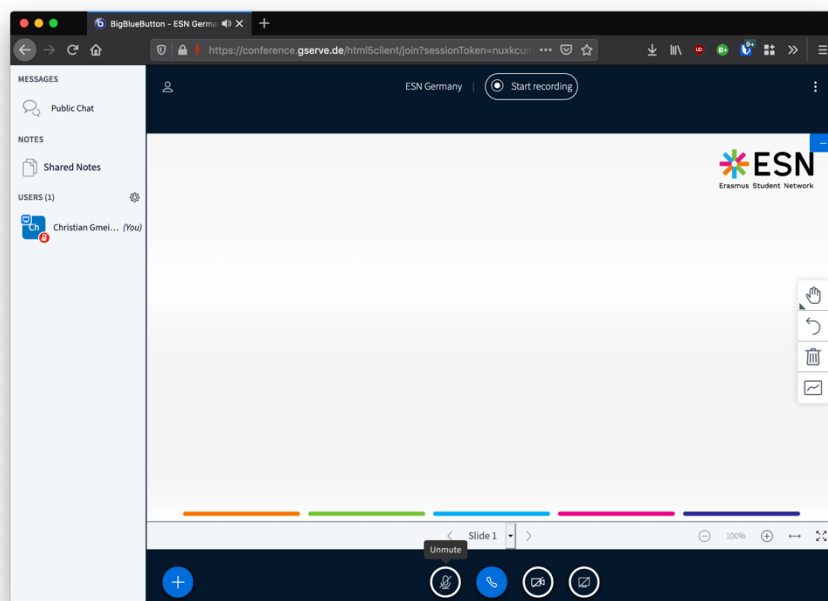 BigBlueButton - ESN Germa
https://conference.gserve.de/html5client/join?sessionToken=nuxkcur
MESSAGES
Public Chat
NOTES
Shared Notes
USERS (1)
Ch
Christian Gmei... (You)
ESN Germany
Start recording
ESN
Erasmus Student Network
Slide 1
100%
Unmute